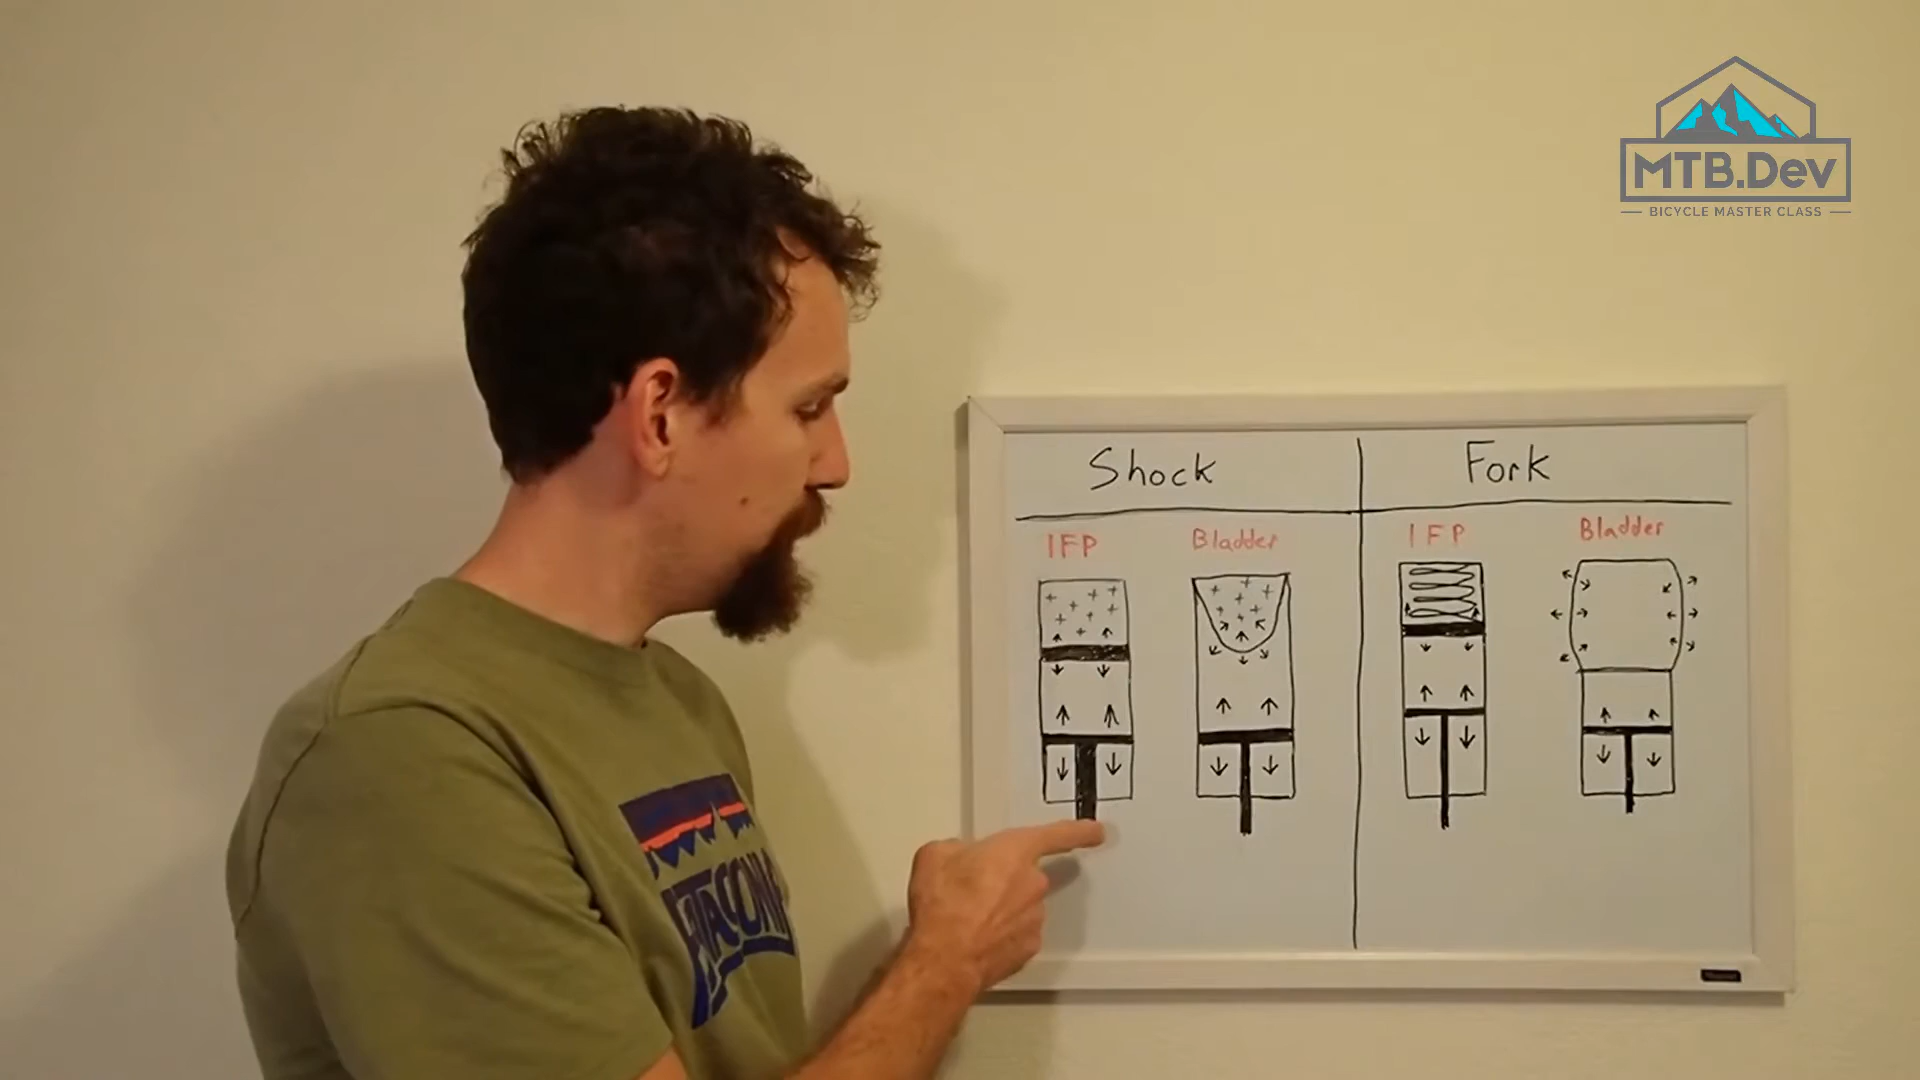 MTB.Dev
BICYCLE MASTER CLASS
Shock
Fork
IFP
Bladder
IFP
Bladder